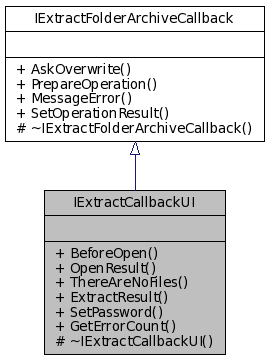 IExtractFolderArchiveCallback
+ AskOverwrite()
+ PrepareOperation()
+ MessageError()
+ SetOperationResult()
# ~IExtractFolderArchiveCallback()
IExtractCallbackUI
+ BeforeOpen()
+ OpenResult()
+ ThereAreNoFiles()
+ ExtractResult()
+ SetPassword()
+ GetErrorCount()
# ~IExtractCallbackUI()